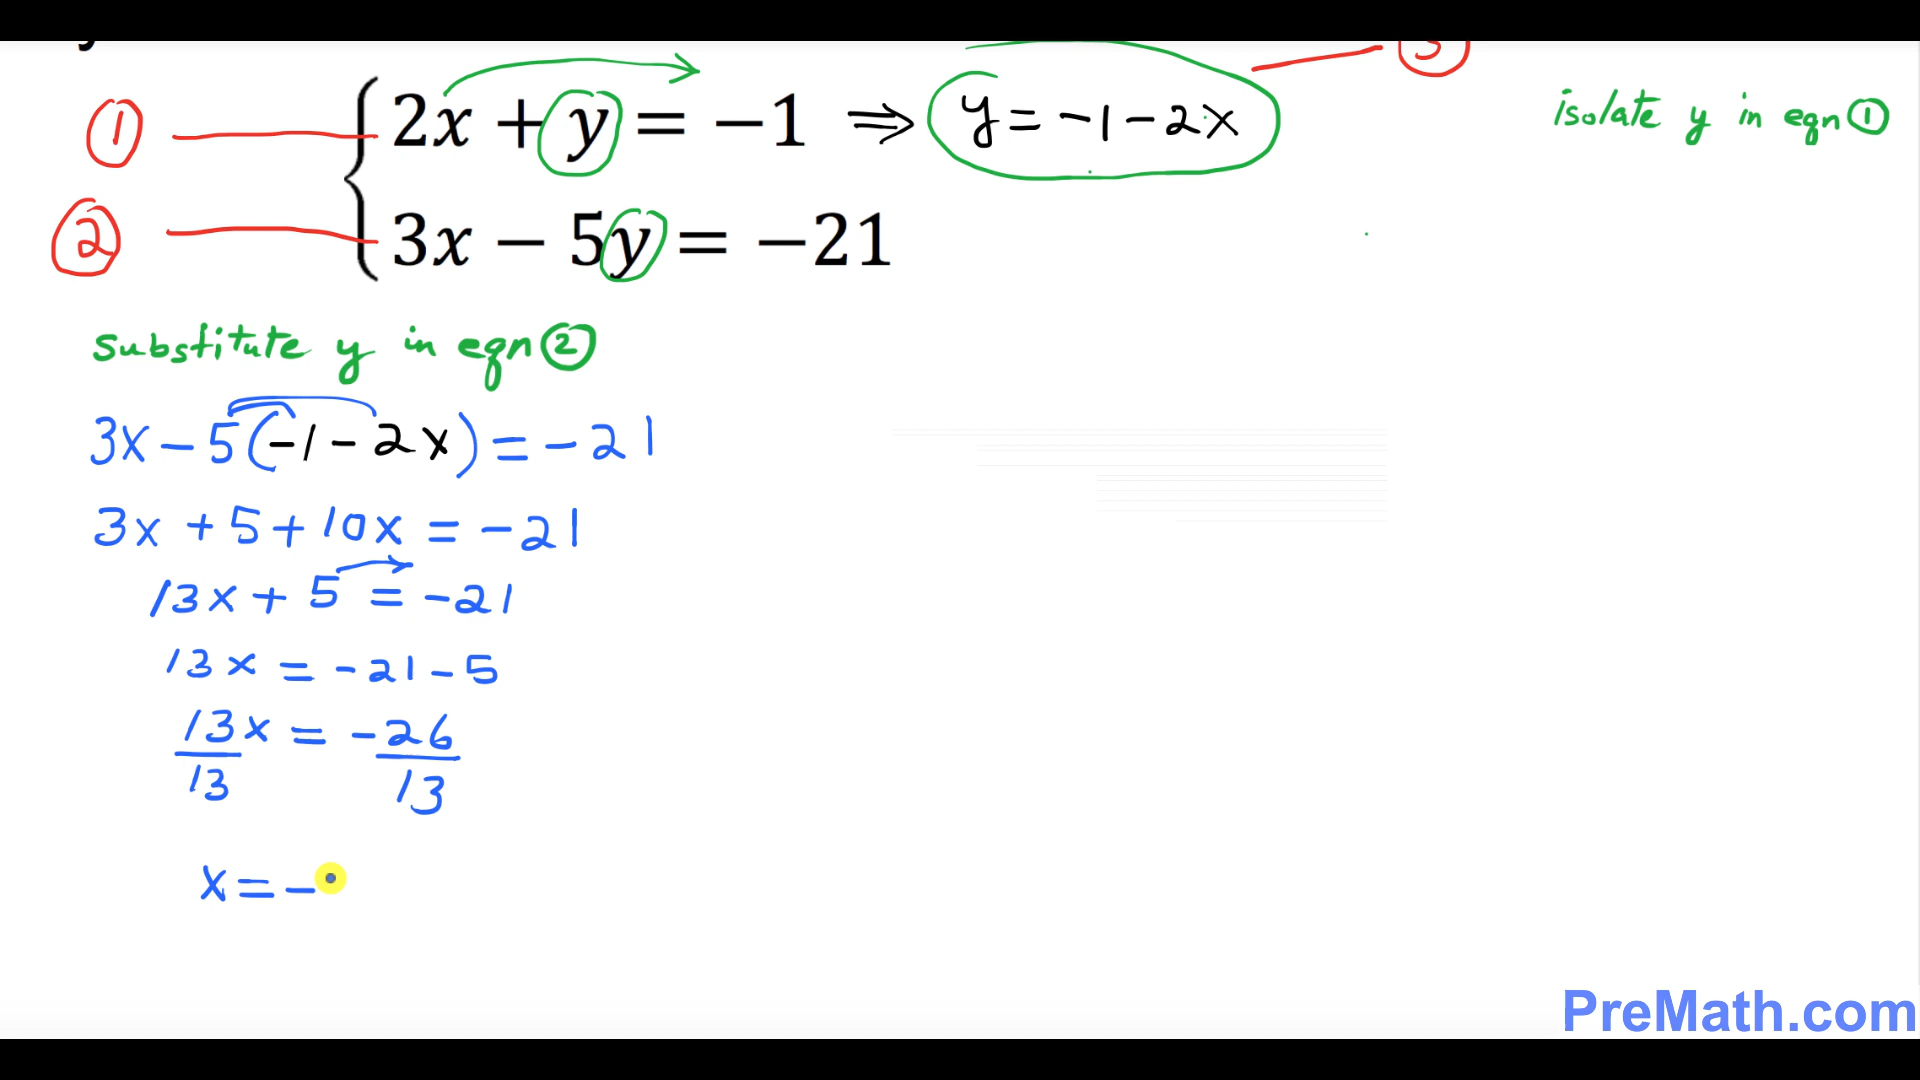 ① 2x + y = −1 ⇒ y = -1 - 2x ③
isolate y in eqn ①
② 3x − 5y = −21
substitute y in eqn ②
3x - 5(-1 - 2x) = -21
3x + 5 + 10x = -21
13x + 5 = -21
13x = -21 - 5
13x = -26
13 13
x = -
PreMath.com